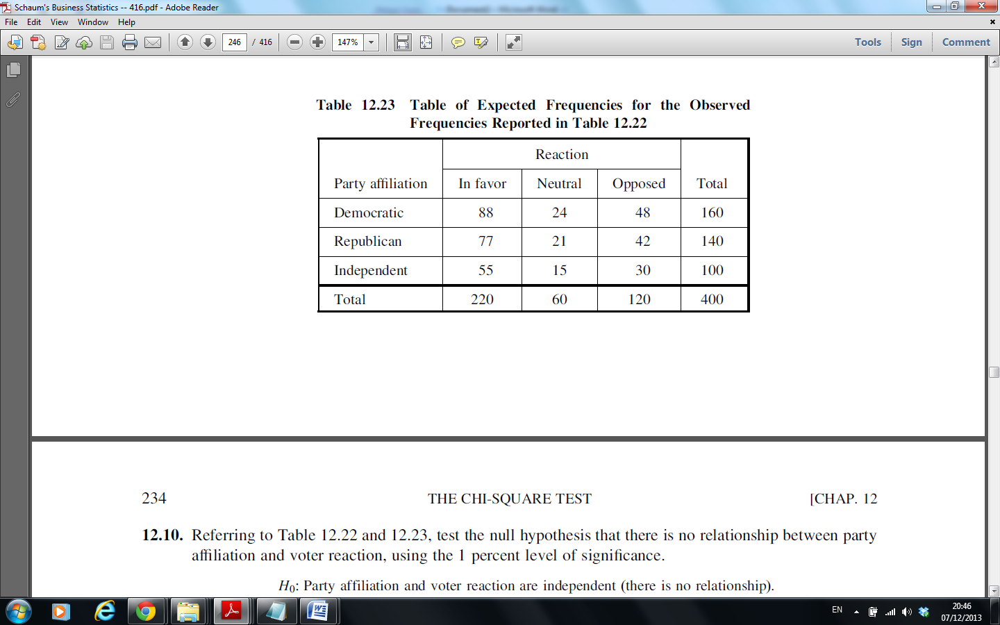 Schaum's Business Statistics -- 416.pdf - Adobe Reader
File Edit View Window Help
246 / 416 147% Tools Sign Comment
Table 12.23 Table of Expected Frequencies for the Observed
Frequencies Reported in Table 12.22
Reaction
Party affiliation In favor Neutral Opposed Total
Democratic 88 24 48 160
Republican 77 21 42 140
Independent 55 15 30 100
Total 220 60 120 400
234 THE CHI-SQUARE TEST [CHAP. 12
12.10. Referring to Table 12.22 and 12.23, test the null hypothesis that there is no relationship between party
affiliation and voter reaction, using the 1 percent level of significance.
H0: Party affiliation and voter reaction are independent (there is no relationship).
EN 20:46
07/12/2013